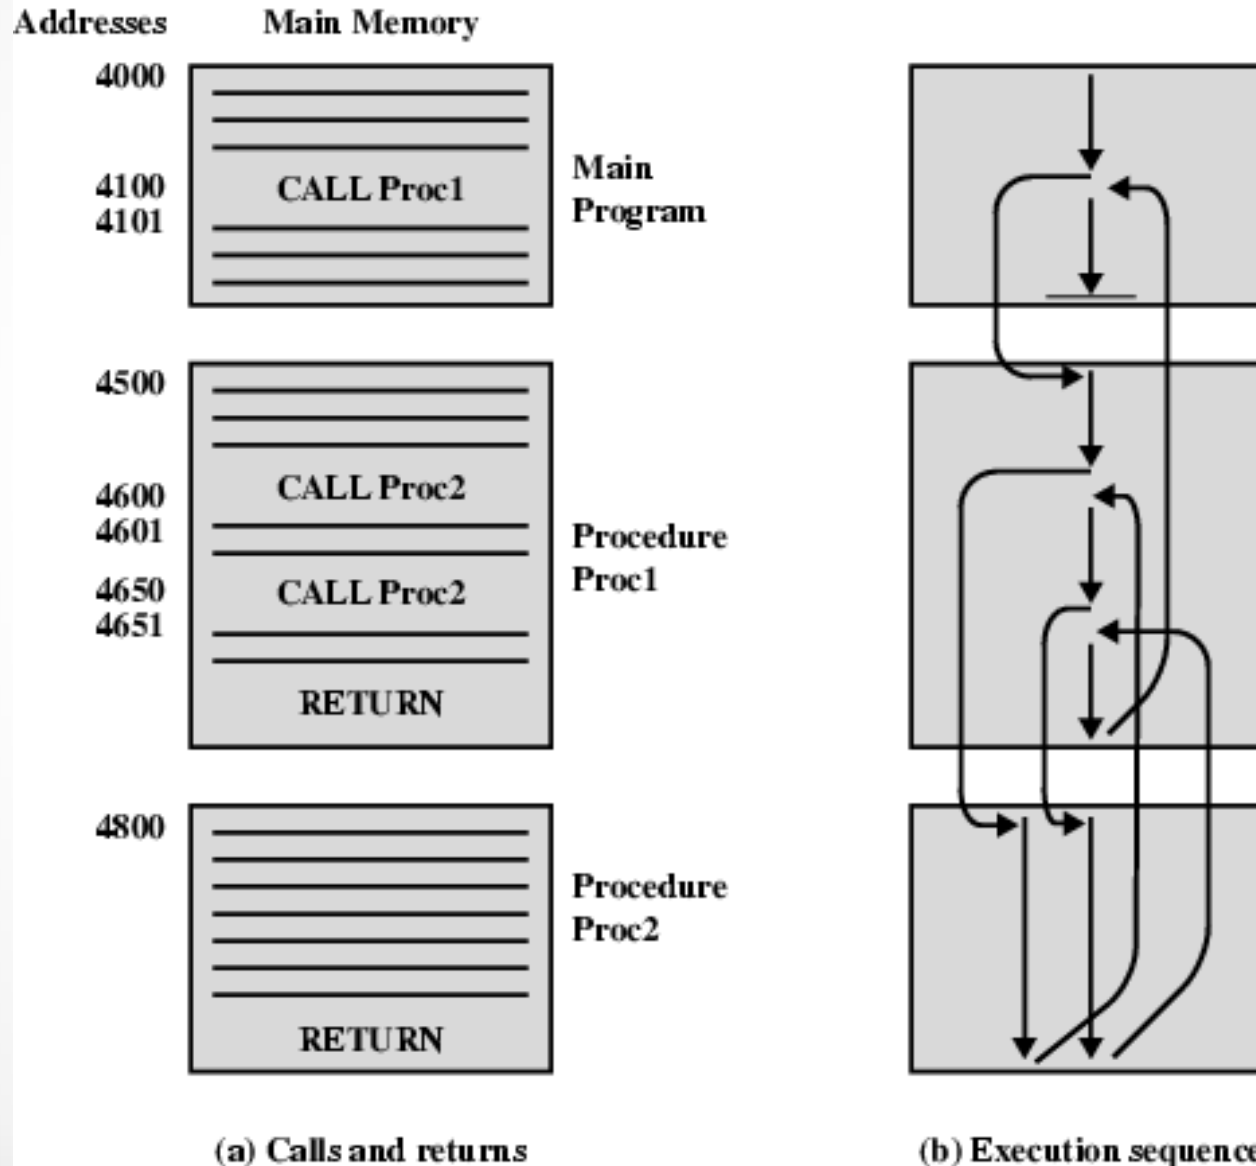 Addresses
Main Memory
4000
4100
4101
CALL Proc1
Main
Program
4500
4600
4601
4650
4651
CALL Proc2
CALL Proc2
RETURN
Procedure
Proc1
4800
RETURN
Procedure
Proc2
(a) Calls and returns
(b) Execution sequence